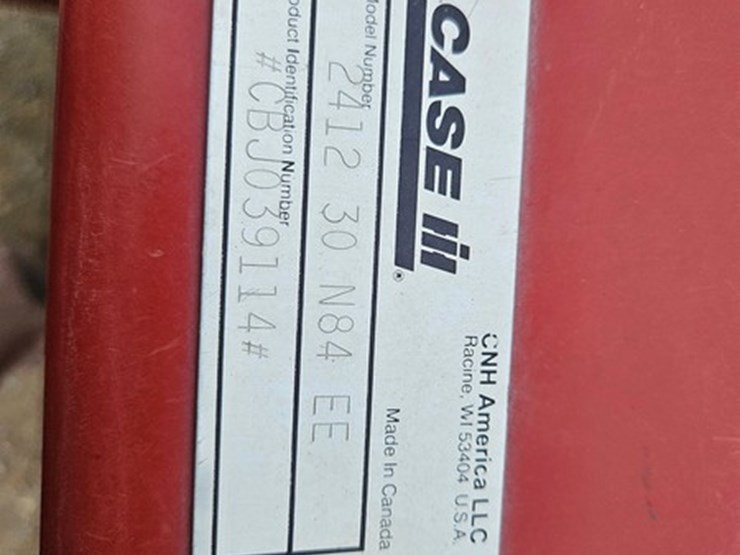 CASE III®
CNH America LLC
Racine, WI 53404 U.S.A.
Made In Canada
Model Number
2412 30 N84 EE
oduct Identification Number
#CBJ039114#